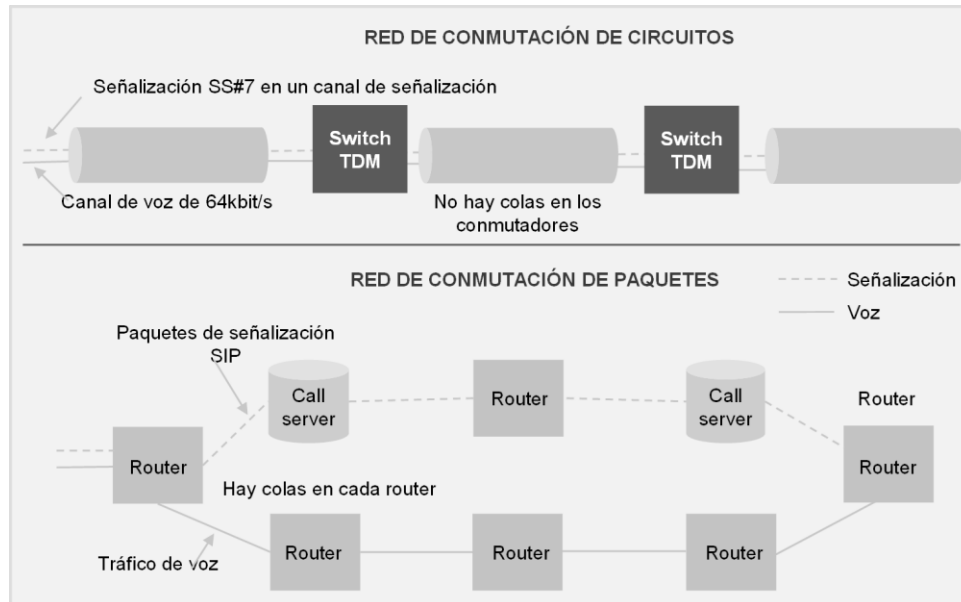 RED DE CONMUTACIÓN DE CIRCUITOS
Señalización SS#7 en un canal de señalización
Switch
TDM
Switch
TDM
Canal de voz de 64kbit/s
No hay colas en los
conmutadores
RED DE CONMUTACIÓN DE PAQUETES
Señalización
Voz
Paquetes de señalización
SIP
Call
server
Router
Call
server
Router
Router
Router
Hay colas en cada router
Router
Router
Router
Tráfico de voz